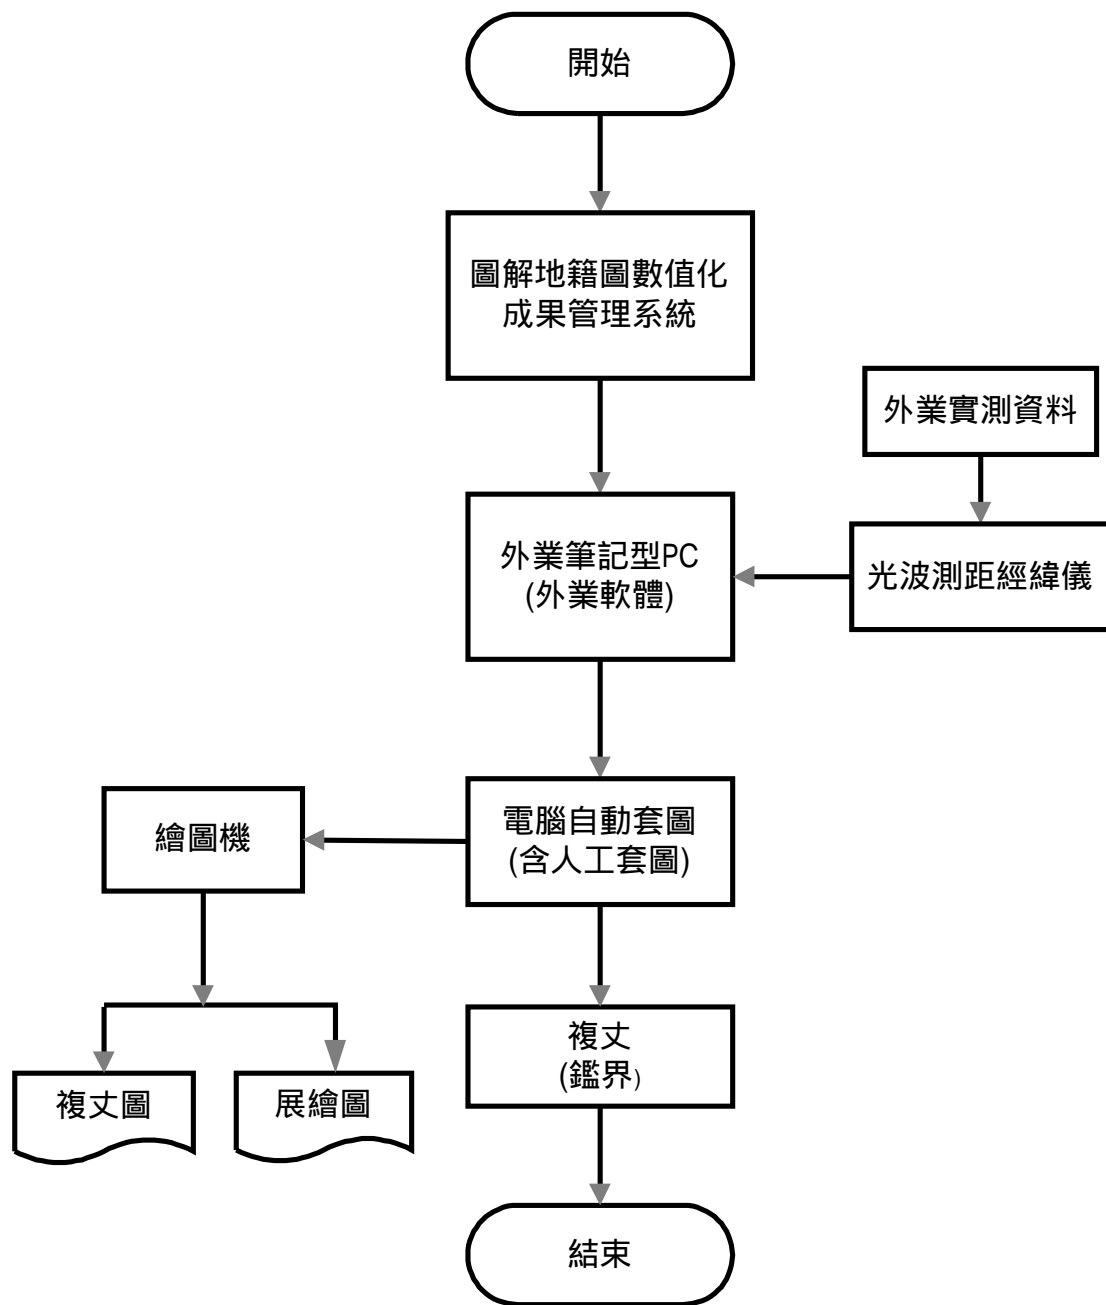 開始
圖解地籍圖數值化
成果管理系統
外業實測資料
外業筆記型PC
(外業軟體)
光波測距經緯儀
電腦自動套圖
(含人工套圖)
繪圖機
複丈
(鑑界)
複丈圖
展繪圖
結束